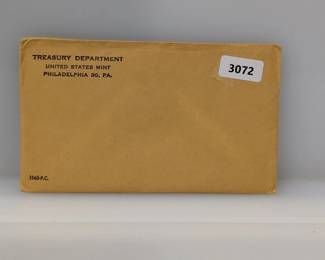 TREASURY DEPARTMENT
UNITED STATES MINT
PHILADELPHIA 30, PA.
3072